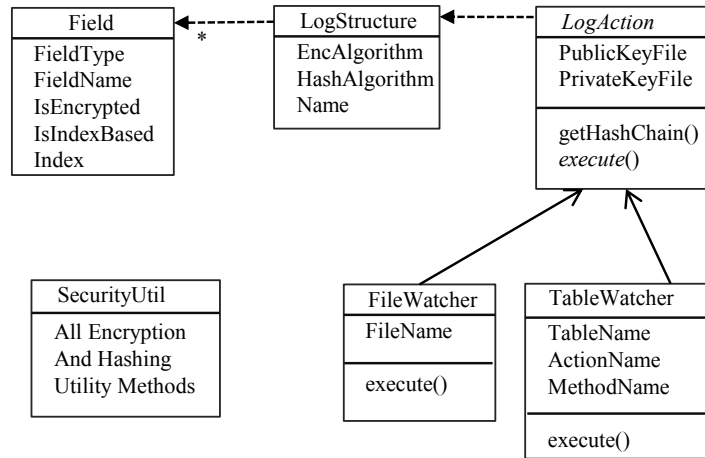 Field
FieldType
FieldName
IsEncrypted
IsIndexBased
Index
*
LogStructure
EncAlgorithm
HashAlgorithm
Name
LogAction
PublicKeyFile
PrivateKeyFile
getHashChain()
execute()
SecurityUtil
All Encryption
And Hashing
Utility Methods
FileWatcher
FileName
execute()
TableWatcher
TableName
ActionName
MethodName
execute()